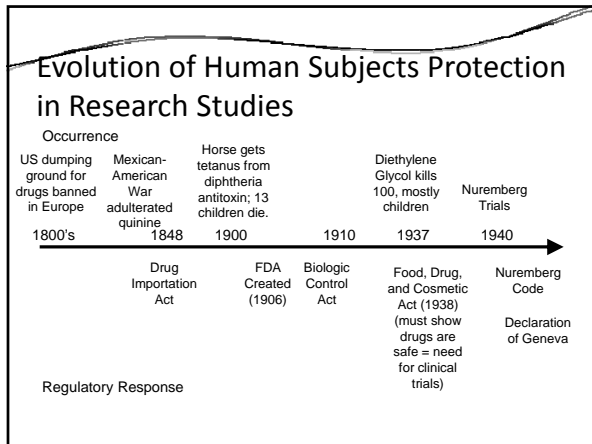 Evolution of Human Subjects Protection
in Research Studies
Occurrence
US dumping
ground for
drugs banned
in Europe
Mexican-
American
War
adulterated
quinine
Horse gets
tetanus from
diphtheria
antitoxin; 13
children die.
Diethylene
Glycol kills
100, mostly
children
Nuremberg
Trials
1800's 1848 1900 1910 1937 1940
Drug
Importation
Act
FDA
Created
(1906)
Biologic
Control
Act
Food, Drug,
and Cosmetic
Act (1938)
(must show
drugs are
safe = need
for clinical
trials)
Nuremberg
Code
Declaration
of Geneva
Regulatory Response